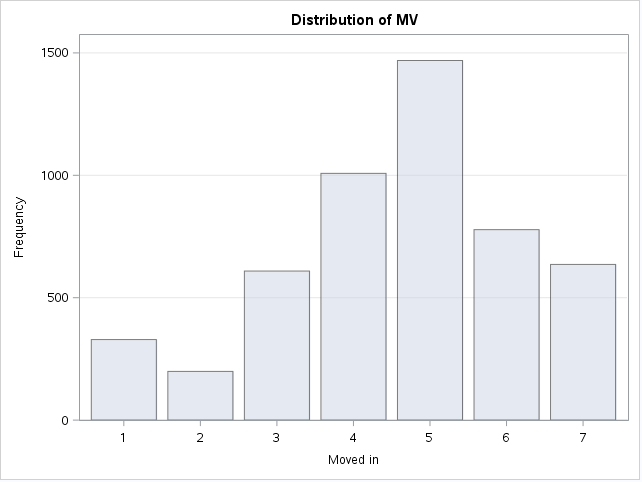 Distribution of MV
1500
1000
500
0
Frequency
1 2 3 4 5 6 7
Moved in